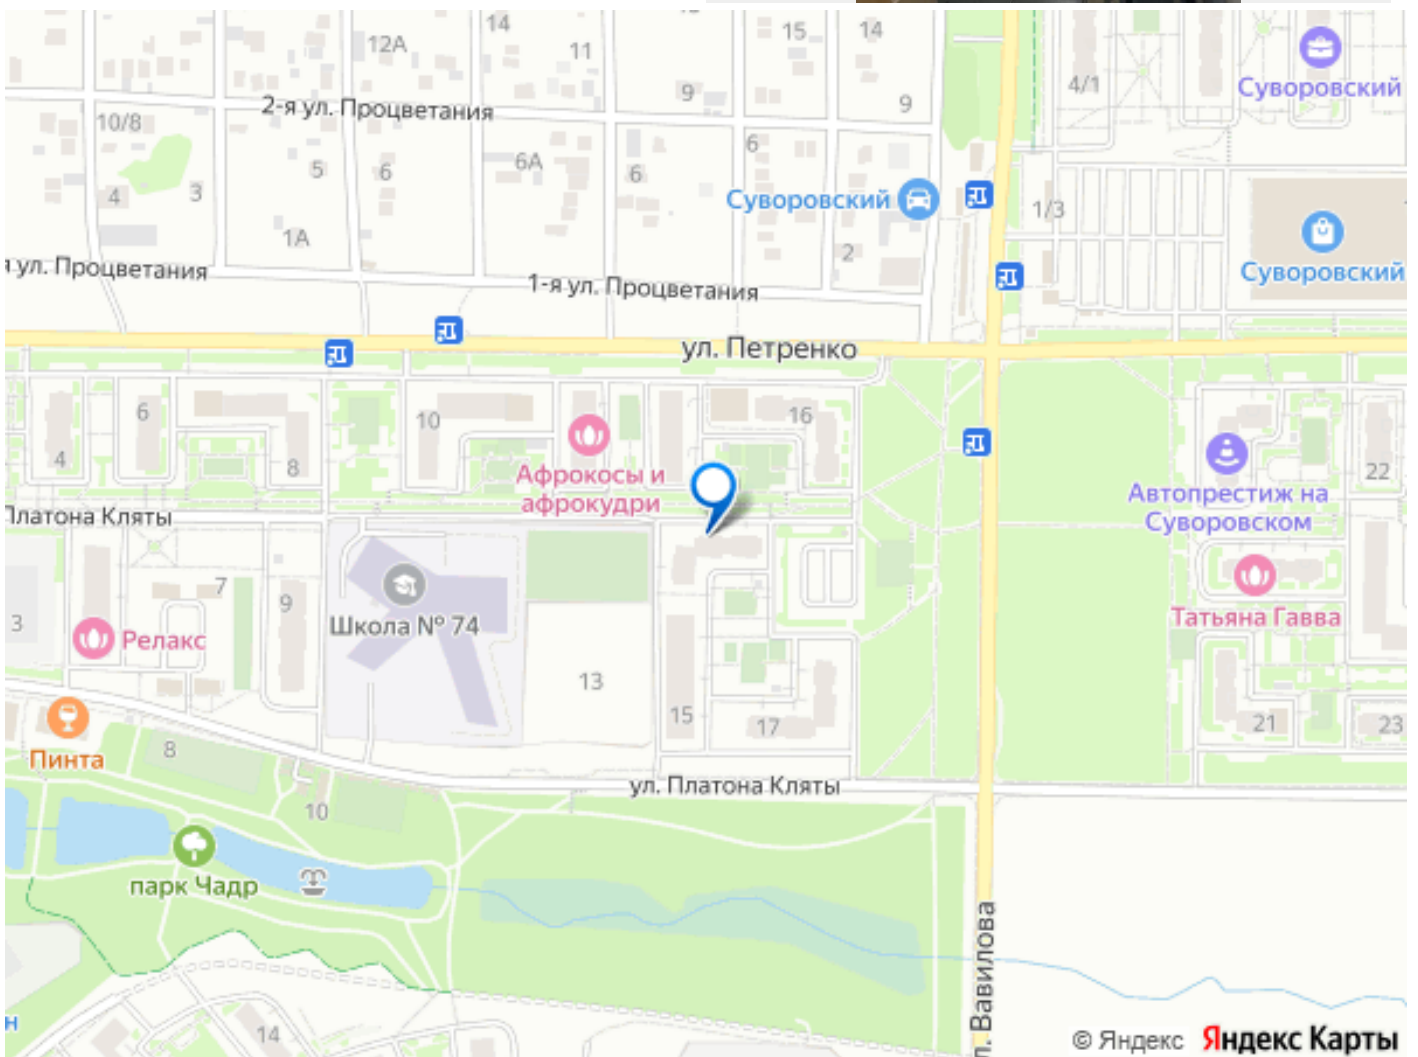 14
15
14
12А
11
4/1
Суворовский
9
9
2-я ул. Процветания
10/8
6
5
6
6А
6
4
3
Суворовский
1/3
1А
2
я ул. Процветания
1-я ул. Процветания
Суворовский
ул. Петренко
6
10
16
4
8
22
Афрокосы и
афрокудри
Автопрестиж на
Суворовском
Платона Кляты
7
9
3
Школа № 74
Релакс
Татьяна Гавва
13
15
17
21
23
8
Пинта
ул. Платона Кляты
10
парк Чадр
л. Вавилова
н
14
© Яндекс Яндекс Карты